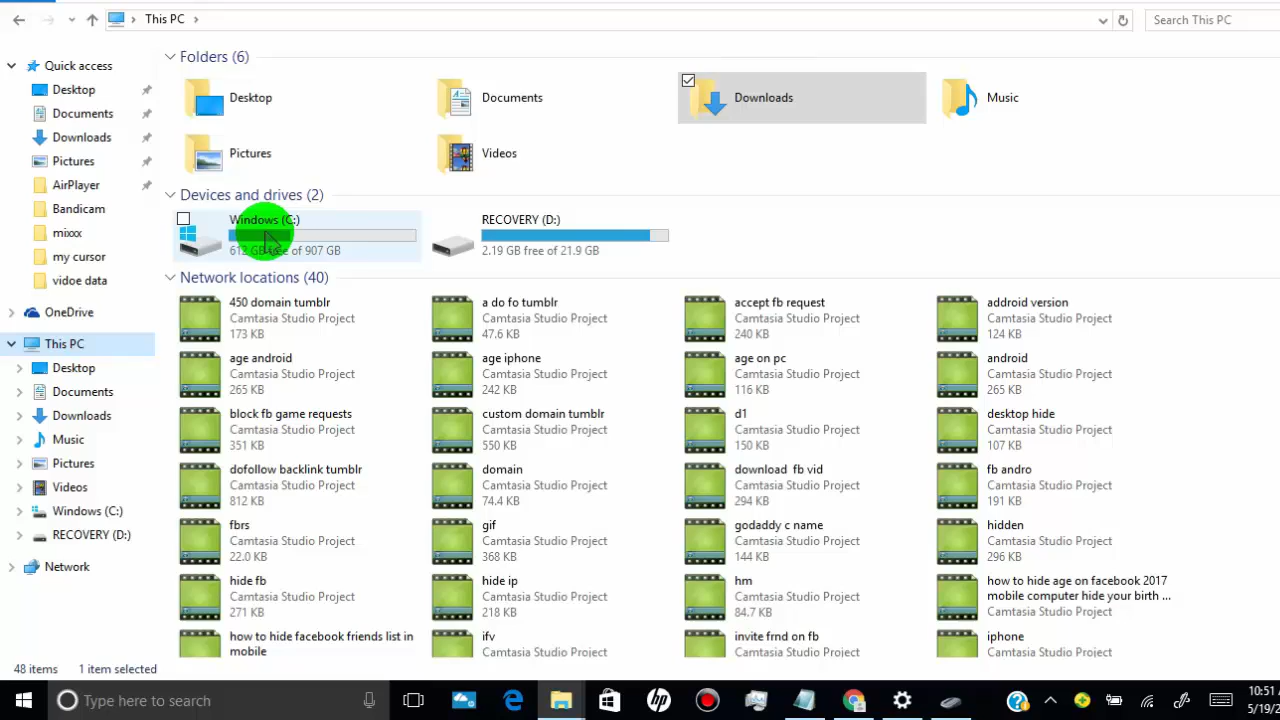 This PC
Search This PC
Folders (6)
Quick access
Desktop
Documents
Downloads
Pictures
AirPlayer
Bandicam
mixxx
my cursor
vidoe data
OneDrive
This PC
Desktop
Documents
Downloads
Music
Pictures
Videos
Windows (C:)
RECOVERY (D:)
Network
Desktop
Documents
Downloads
Music
Pictures
Videos
Devices and drives (2)
Windows (C:)
612 GB free of 907 GB
RECOVERY (D:)
2.19 GB free of 21.9 GB
Network locations (40)
450 domain tumblr
Camtasia Studio Project
173 KB
a do fo tumblr
Camtasia Studio Project
47.6 KB
accept fb request
Camtasia Studio Project
240 KB
addroid version
Camtasia Studio Project
124 KB
age android
Camtasia Studio Project
265 KB
age iphone
Camtasia Studio Project
242 KB
age on pc
Camtasia Studio Project
116 KB
android
Camtasia Studio Project
265 KB
block fb game requests
Camtasia Studio Project
351 KB
custom domain tumblr
Camtasia Studio Project
550 KB
d1
Camtasia Studio Project
150 KB
desktop hide
Camtasia Studio Project
107 KB
dofollow backlink tumblr
Camtasia Studio Project
812 KB
domain
Camtasia Studio Project
74.4 KB
download fb vid
Camtasia Studio Project
294 KB
fb andro
Camtasia Studio Project
191 KB
fbrs
Camtasia Studio Project
22.0 KB
gif
Camtasia Studio Project
368 KB
godaddy c name
Camtasia Studio Project
144 KB
hidden
Camtasia Studio Project
296 KB
hide fb
Camtasia Studio Project
271 KB
hide ip
Camtasia Studio Project
218 KB
hm
Camtasia Studio Project
84.7 KB
how to hide age on facebook 2017
mobile computer hide your birth ...
Camtasia Studio Project
how to hide facebook friends list in
mobile
ifv
Camtasia Studio Project
invite frnd on fb
Camtasia Studio Project
iphone
Camtasia Studio Project
48 items
1 item selected
Type here to search
10:51
5/19/2